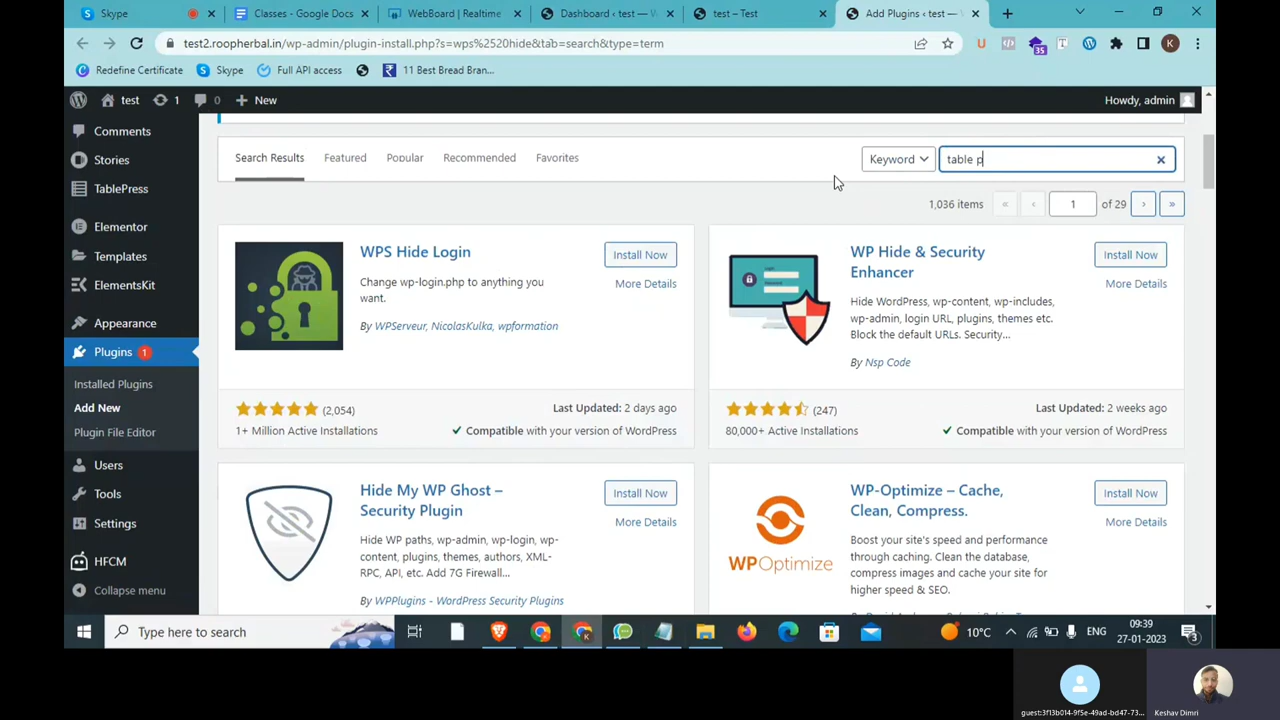 Skype
Classes - Google Docs
WebBoard | Realtime
Dashboard ‹ test — W
test – Test
Add Plugins ‹ test — W
test2.roopherbal.in/wp-admin/plugin-install.php?s=wps%2520hide&tab=search&type=term
U
T
35
K
Redefine Certificate
Skype
Full API access
11 Best Bread Bran...
test
1
0
New
Howdy, admin
Comments
Stories
TablePress
Elementor
Templates
ElementsKit
Appearance
Plugins 1
Installed Plugins
Add New
Plugin File Editor
Users
Tools
Settings
HFCM
Collapse menu
Search Results
Featured
Popular
Recommended
Favorites
Keyword
table p
1,036 items « ‹ 1 of 29 › »
WPS Hide Login
Install Now
Change wp-login.php to anything you
want.
More Details
By WPServeur, NicolasKulka, wpformation
(2,054)
Last Updated: 2 days ago
1+ Million Active Installations
Compatible with your version of WordPress
WP Hide & Security
Enhancer
Install Now
More Details
Hide WordPress, wp-content, wp-includes,
wp-admin, login URL, plugins, themes etc.
Block the default URLs. Security...
By Nsp Code
(247)
Last Updated: 2 weeks ago
80,000+ Active Installations
Compatible with your version of WordPress
Hide My WP Ghost –
Security Plugin
Install Now
More Details
Hide WP paths, wp-admin, wp-login, wp-
content, plugins, themes, authors, XML-
RPC, API, etc. Add 7G Firewall...
By WPPlugins - WordPress Security Plugins
WPOptimize
WP-Optimize – Cache,
Clean, Compress.
Install Now
More Details
Boost your site's speed and performance
through caching. Clean the database,
compress images and cache your site for
higher speed & SEO.
Type here to search
K
10°C
ENG
09:39
27-01-2023
3
guest:3f13b014-9f5e-49ad-bd47-73...
Keshav Dimri